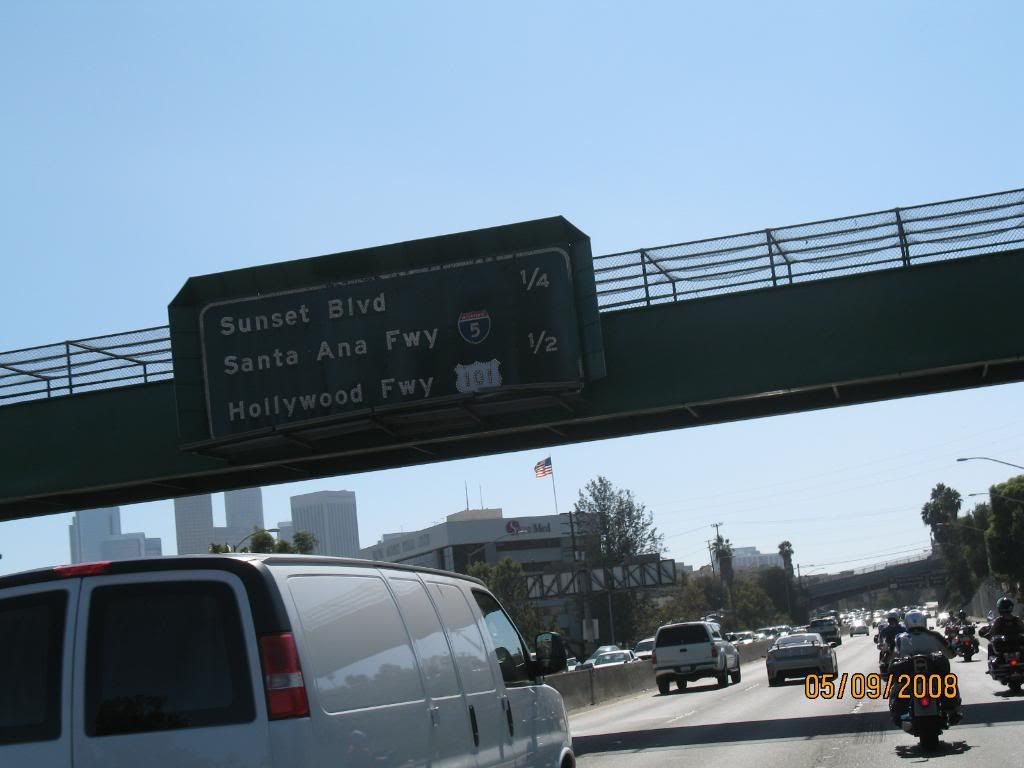 Sunset Blvd 1/4
Santa Ana Fwy 5 1/2
Hollywood Fwy 101
05/09/2008